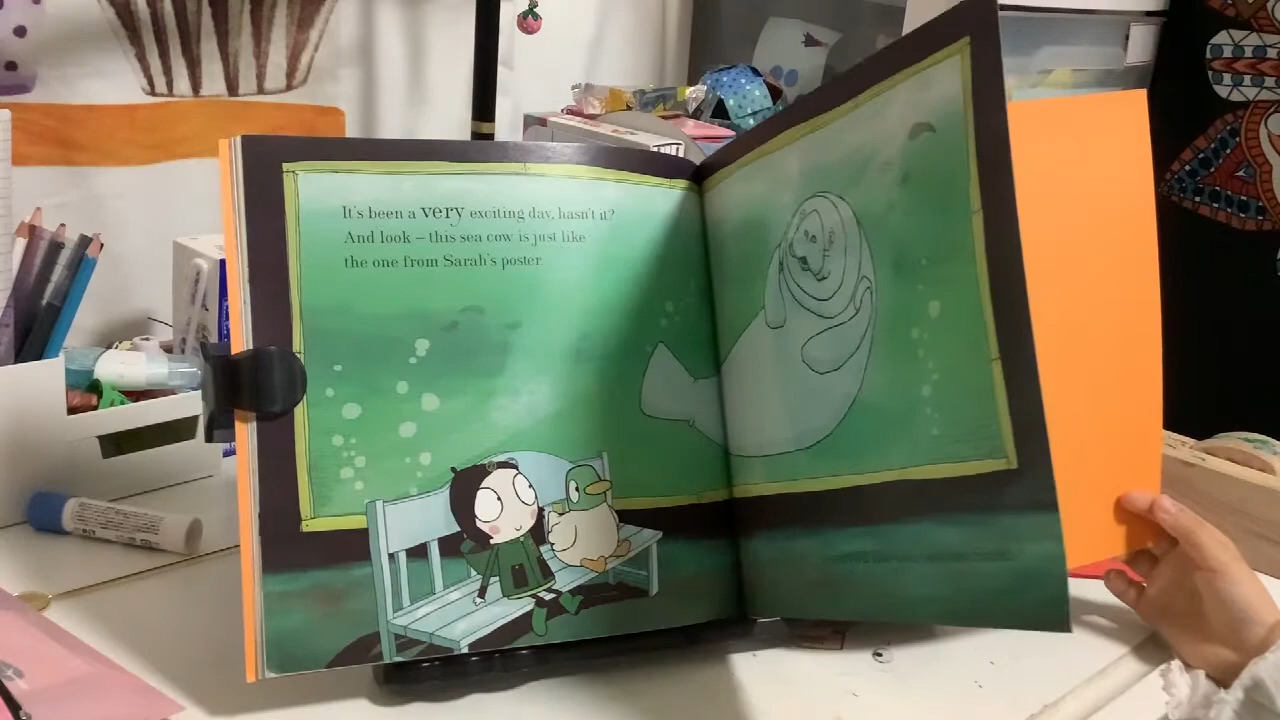 It's been a very exciting day, hasn't it?
And look – this sea cow is just like
the one from Sarah's poster.